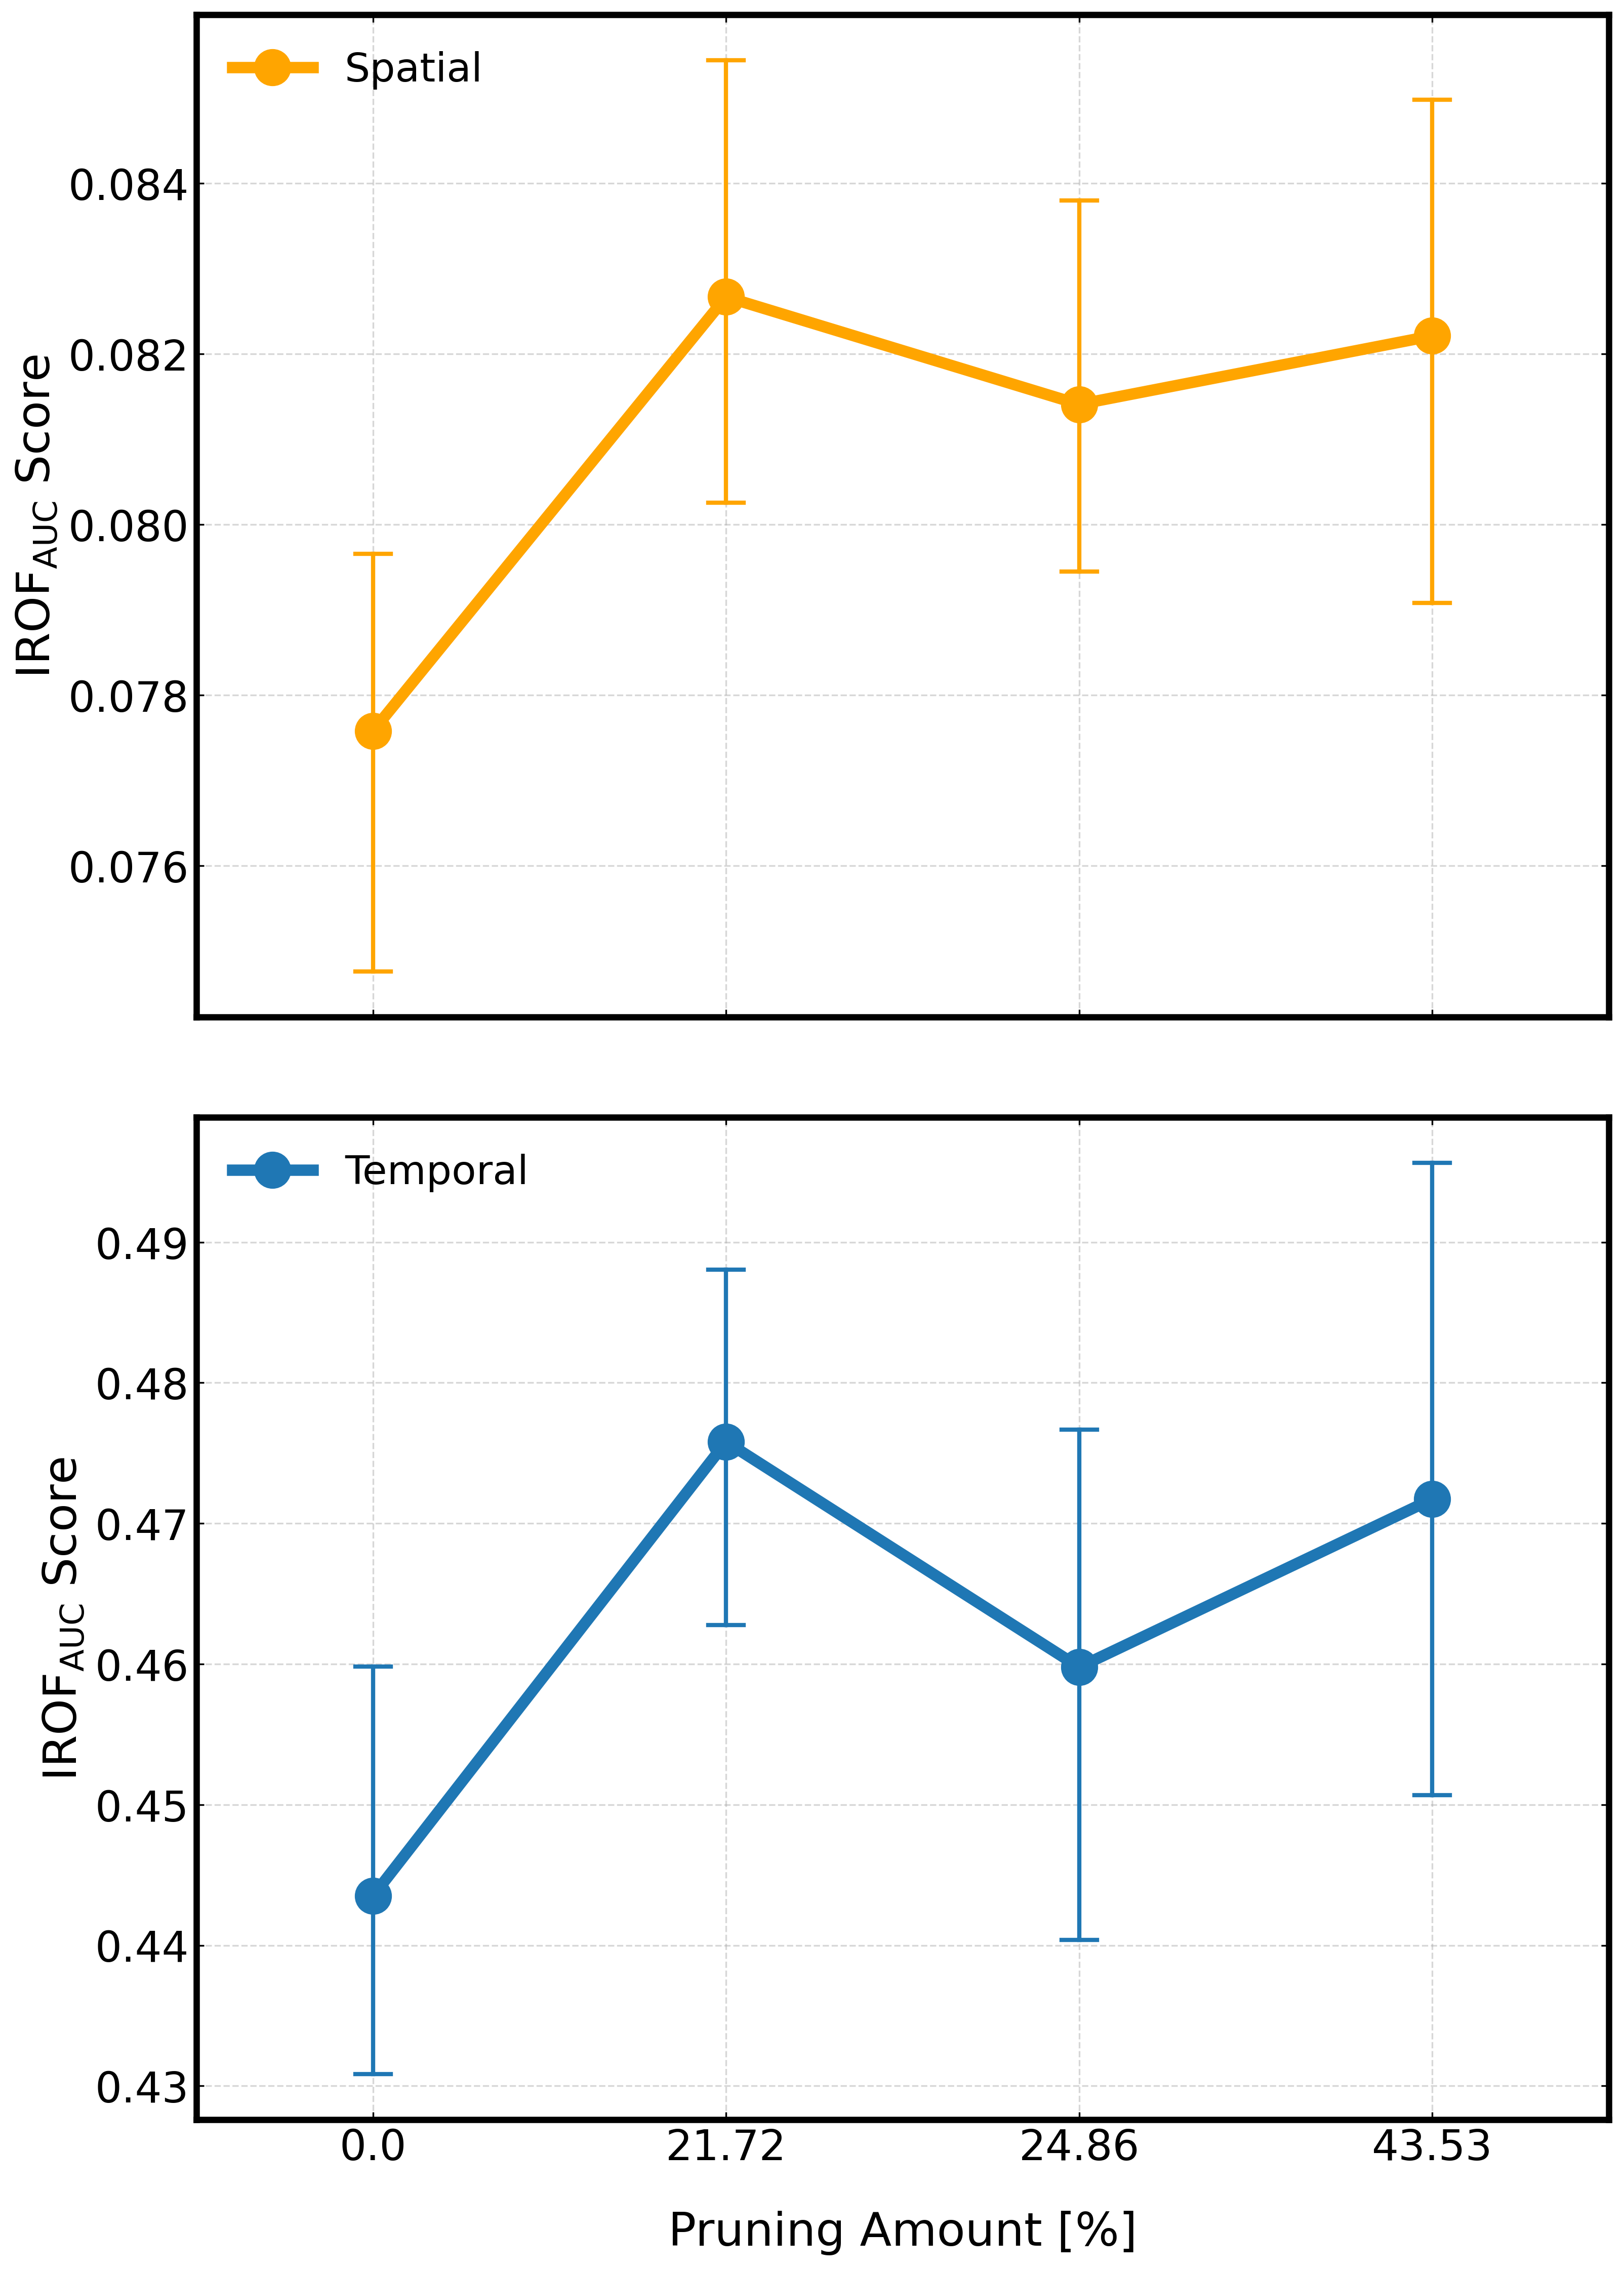 Spatial
0.084
0.082
0.080
0.078
0.076
IROF_AUC Score
Temporal
0.49
0.48
0.47
0.46
0.45
0.44
0.43
IROF_AUC Score
0.0 21.72 24.86 43.53
Pruning Amount [%]